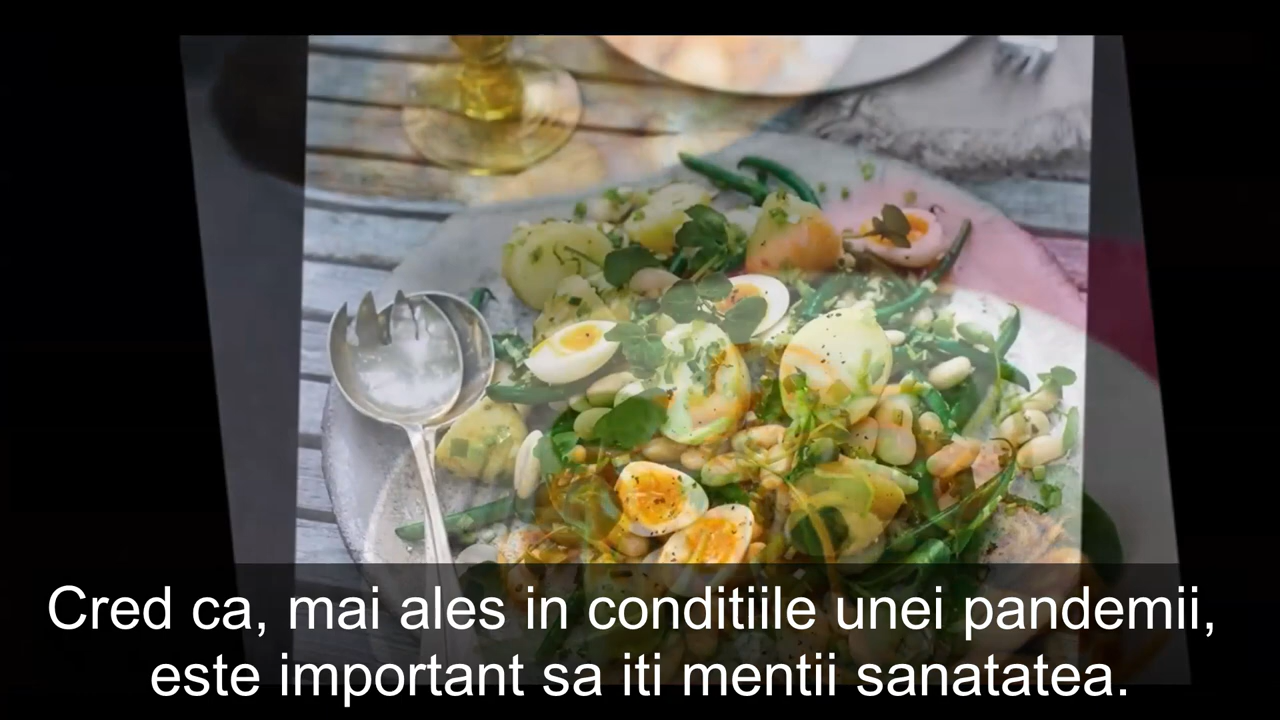 Cred ca, mai ales in conditiile unei pandemii,
este important sa iti mentii sanatatea.